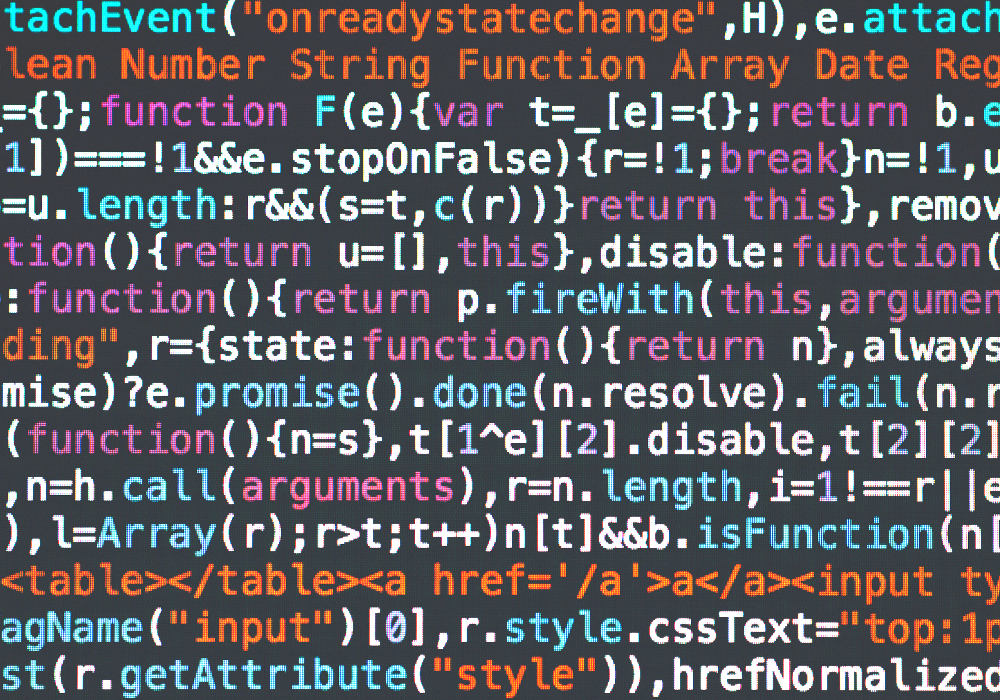 tachEvent("onreadystatechange",H),e.attach
lean Number String Function Array Date Reg
={};function F(e){var t=_[e]={};return b.e
1])===!1&&e.stopOnFalse){r=!1;break}n=!1,u
=u.length:r&&(s=t,c(r))}return this},remov
tion(){return u=[],this},disable:function(
:function(){return p.fireWith(this,argumen
ding",r={state:function(){return n},always
mise)?e.promise().done(n.resolve).fail(n.r
(function(){n=s},t[1^e][2].disable,t[2][2]
,n=h.call(arguments),r=n.length,i=1!==r||e
),l=Array(r);r>t;t++)n[t]&&b.isFunction(n[
<table></table><a href='/a'>a</a><input ty
agName("input")[0],r.style.cssText="top:1p
st(r.getAttribute("style")),hrefNormalized